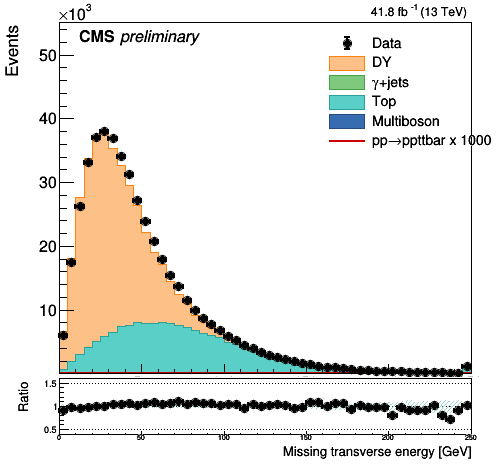 ×10³
41.8 fb⁻¹ (13 TeV)
CMS preliminary
Events
50
40
30
20
10
Data
DY
γ+jets
Top
Multiboson
pp→ppttbar x 1000
Ratio
1.5
1
0.5
0 50 100 150 200 250
Missing transverse energy [GeV]